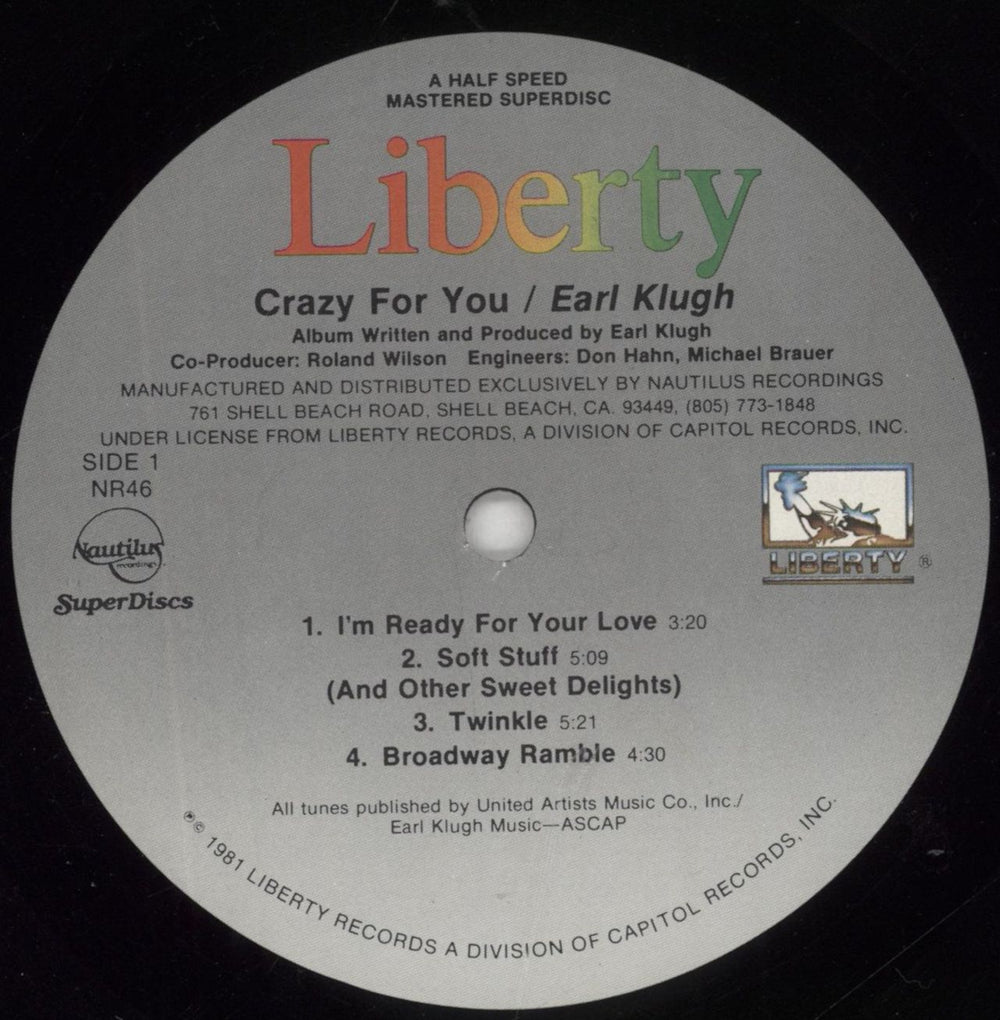 A HALF SPEED
MASTERED SUPERDISC
Liberty
Crazy For You / Earl Klugh
Album Written and Produced by Earl Klugh
Co-Producer: Roland Wilson Engineers: Don Hahn, Michael Brauer
MANUFACTURED AND DISTRIBUTED EXCLUSIVELY BY NAUTILUS RECORDINGS
761 SHELL BEACH ROAD, SHELL BEACH, CA. 93449, (805) 773-1848
UNDER LICENSE FROM LIBERTY RECORDS, A DIVISION OF CAPITOL RECORDS, INC.
SIDE 1
NR46
Nautilus
recordings
SuperDiscs
LIBERTY ®
1. I'm Ready For Your Love 3:20
2. Soft Stuff 5:09
(And Other Sweet Delights)
3. Twinkle 5:21
4. Broadway Ramble 4:30
All tunes published by United Artists Music Co., Inc./
Earl Klugh Music—ASCAP
℗© 1981 LIBERTY RECORDS A DIVISION OF CAPITOL RECORDS, INC.